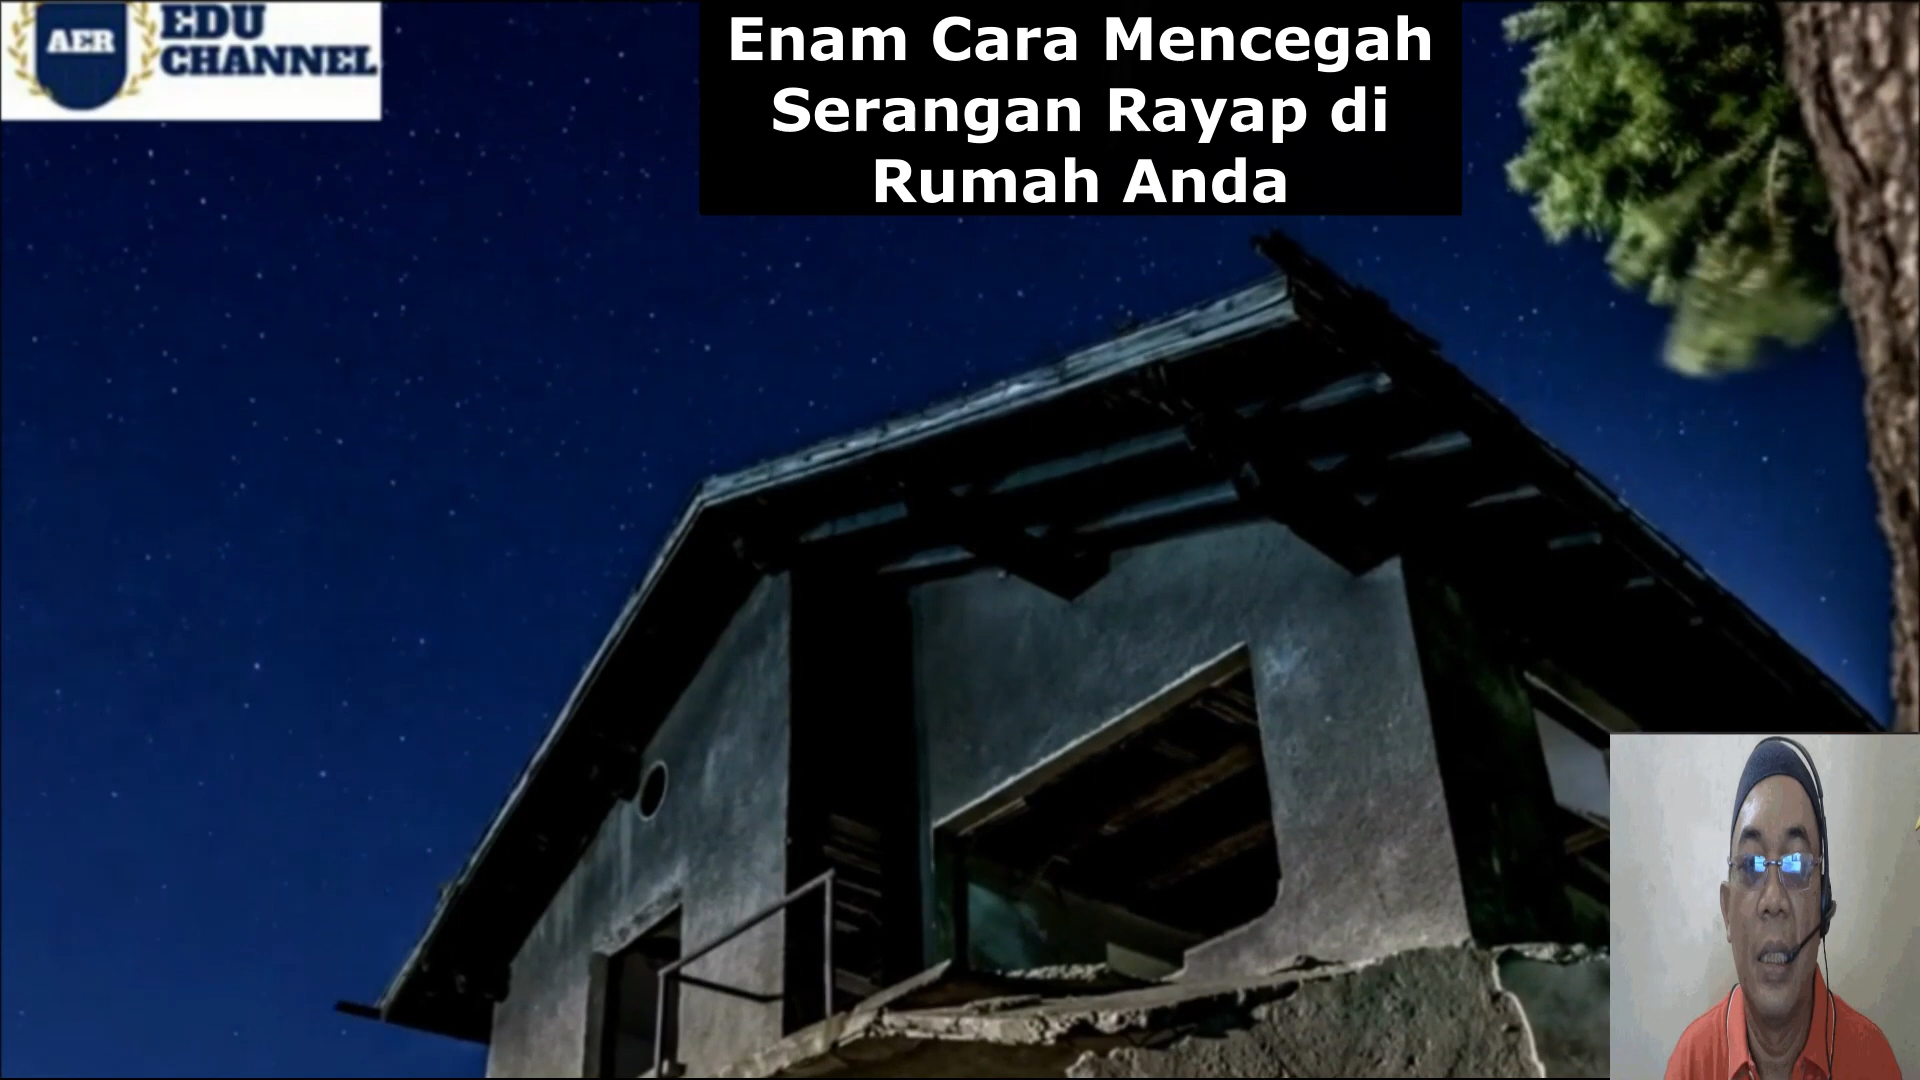 AER
EDU
CHANNEL
Enam Cara Mencegah
Serangan Rayap di
Rumah Anda